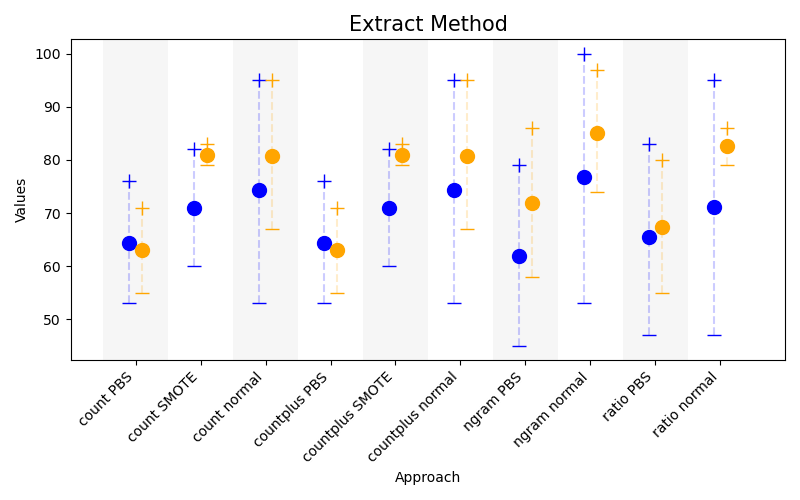 Extract Method
Values
100
90
80
70
60
50
count PBS
count SMOTE
count normal
countplus PBS
countplus SMOTE
countplus normal
ngram PBS
ngram normal
ratio PBS
ratio normal
Approach